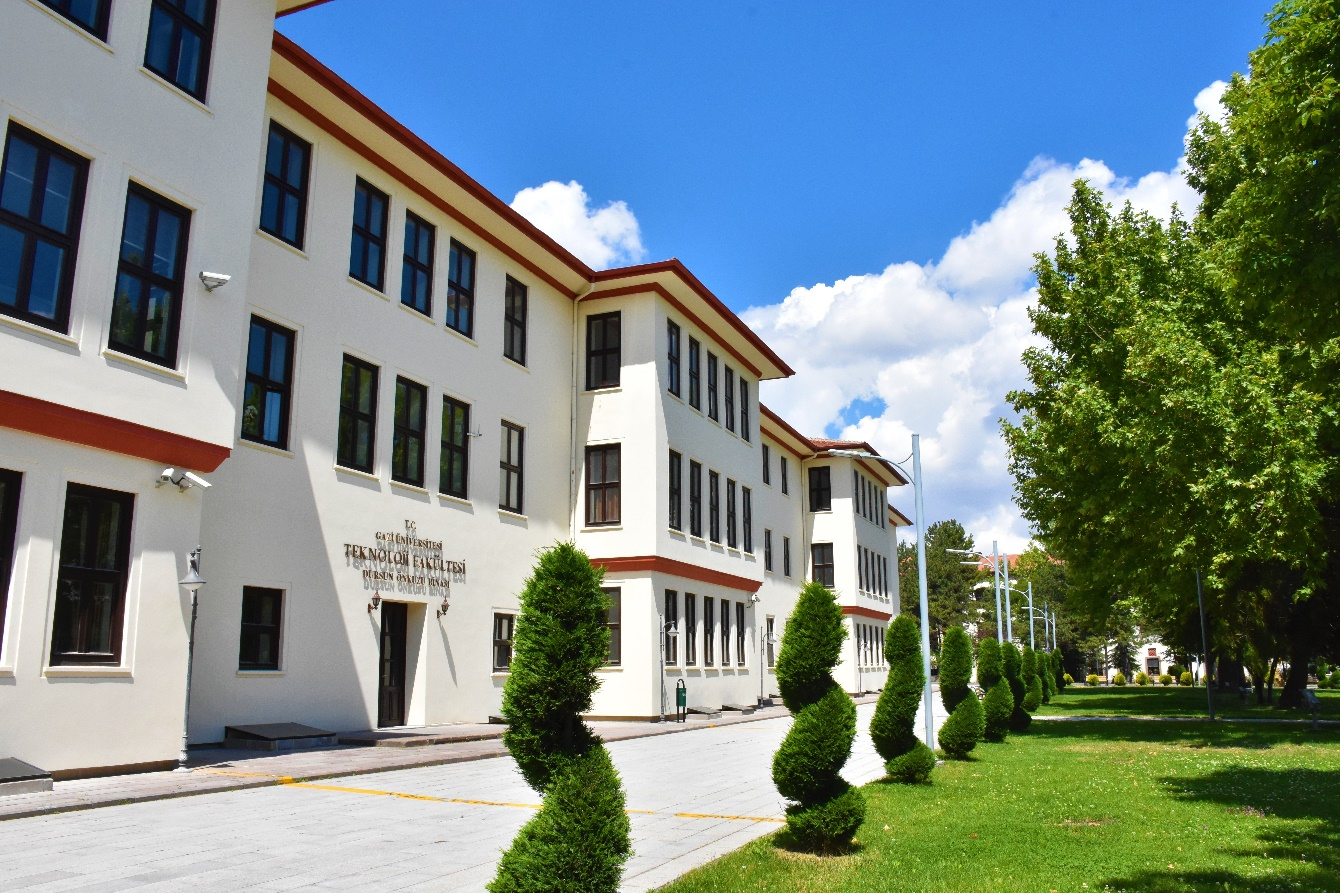 T.C.
GAZİ ÜNİVERSİTESİ
TEKNOLOJİ FAKÜLTESİ
DURSUN ÖNKUZU BİNASI